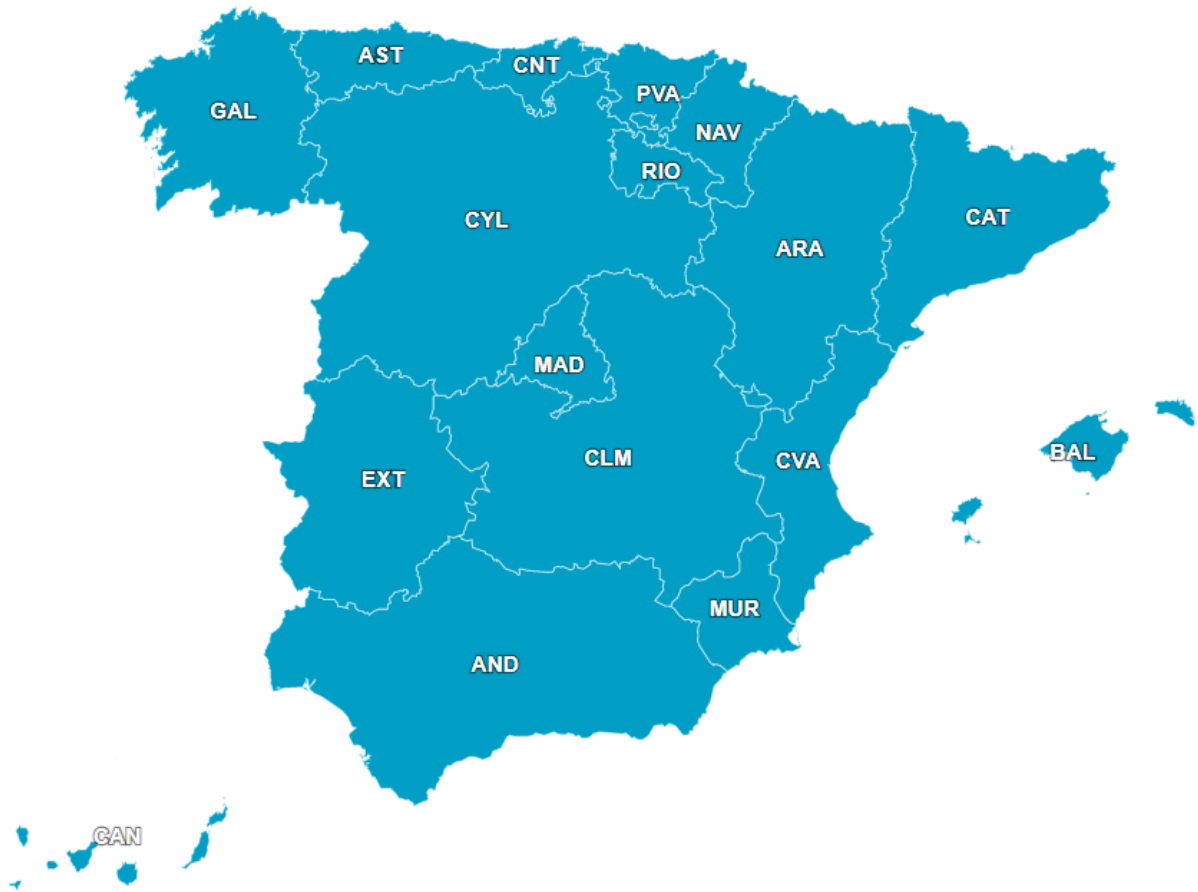 AST
CNT
PVA
GAL
NAV
RIO
CYL
CAT
ARA
MAD
BAL
CLM
CVA
EXT
MUR
AND
CAN